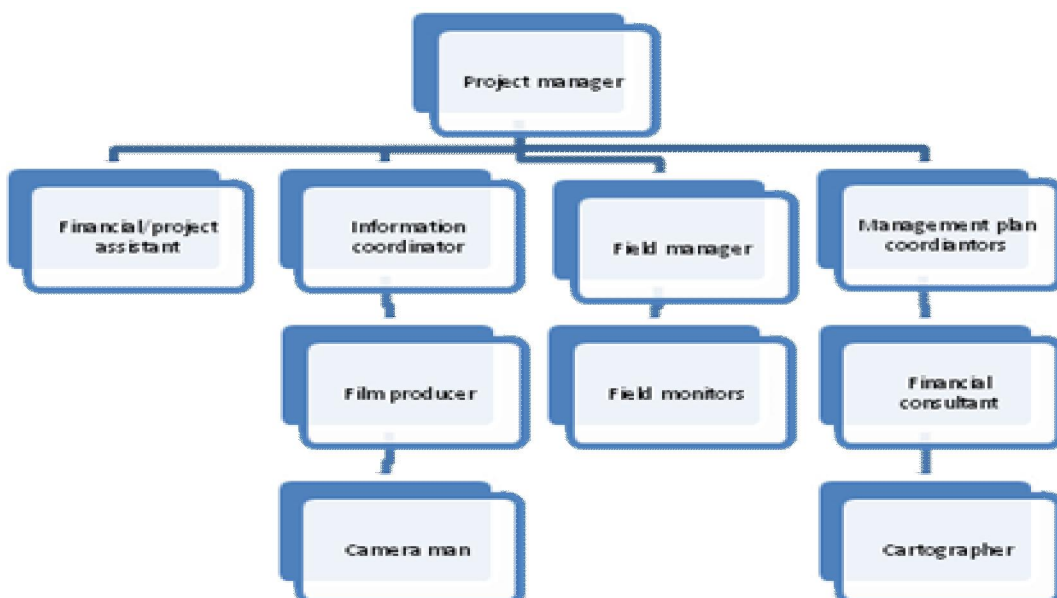 Project manager
Financial/project
assistant
Information
coordinator
Field manager
Management plan
coordiantors
Film producer
Field monitors
Financial
consultant
Camera man
Cartographer